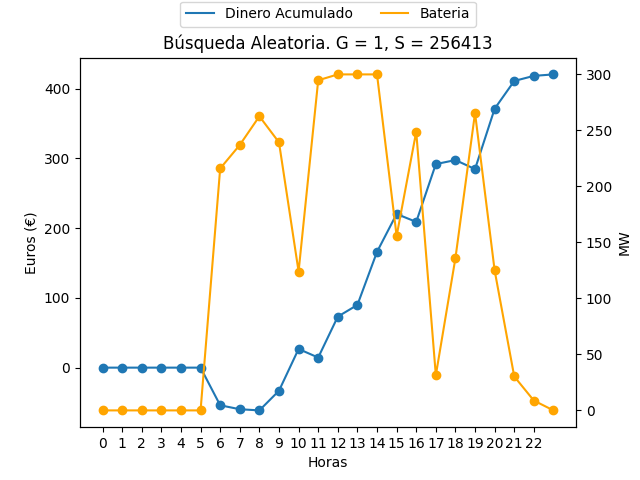 Dinero Acumulado Bateria
Búsqueda Aleatoria. G = 1, S = 256413
400
300
200
100
0
Euros (€)
300
250
200
150
100
50
0
MW
0 1 2 3 4 5 6 7 8 9 10 11 12 13 14 15 16 17 18 19 20 21 22
Horas